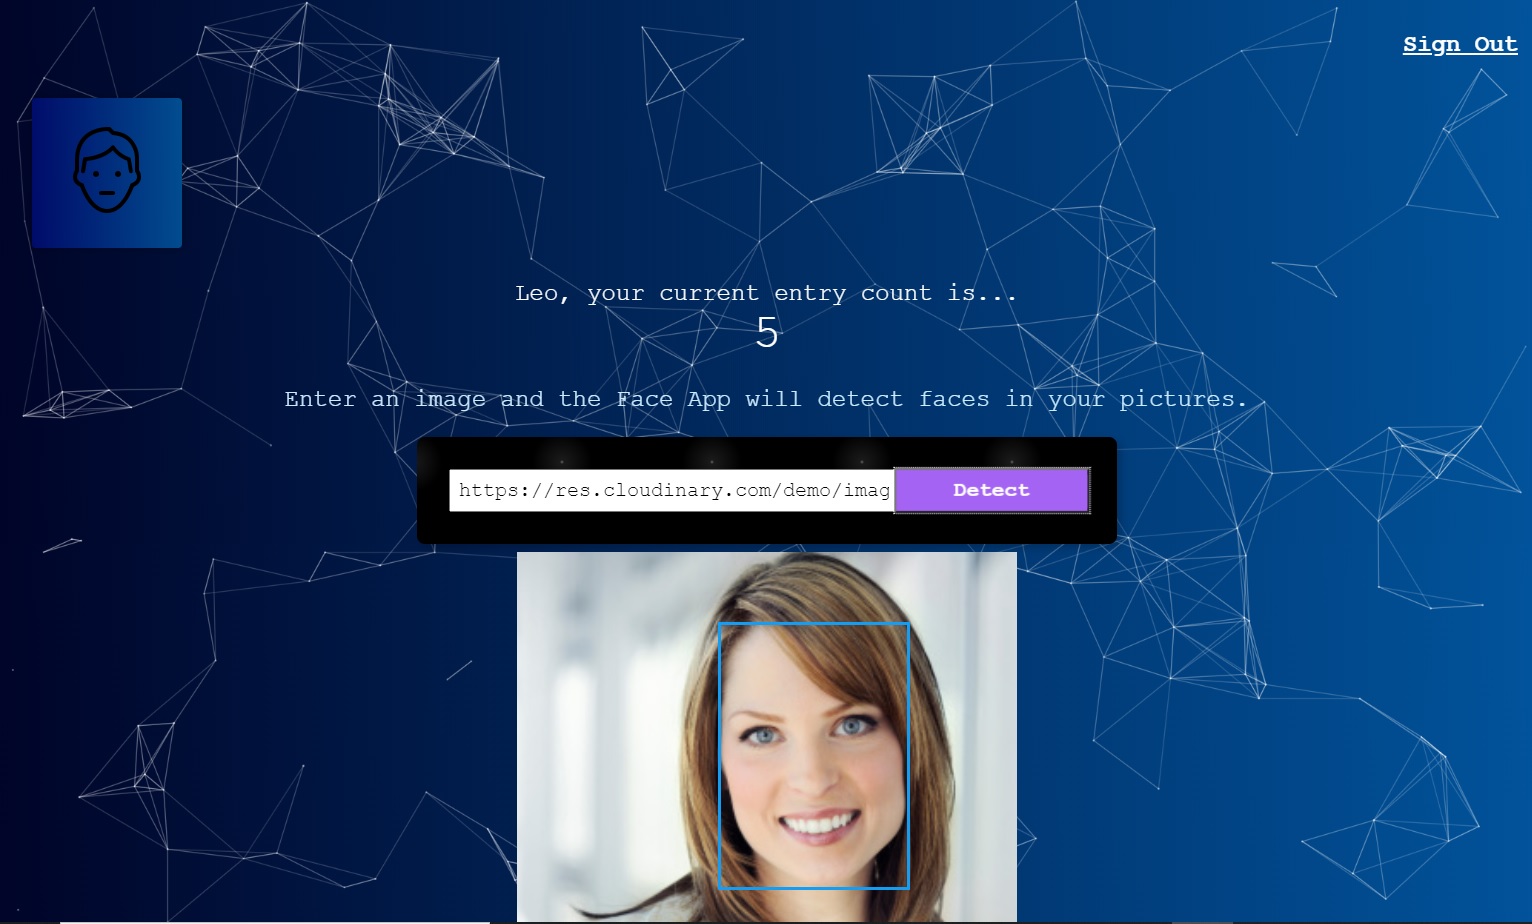 Sign Out
Leo, your current entry count is...
5
Enter an image and the Face App will detect faces in your pictures.
https://res.cloudinary.com/demo/imag
Detect